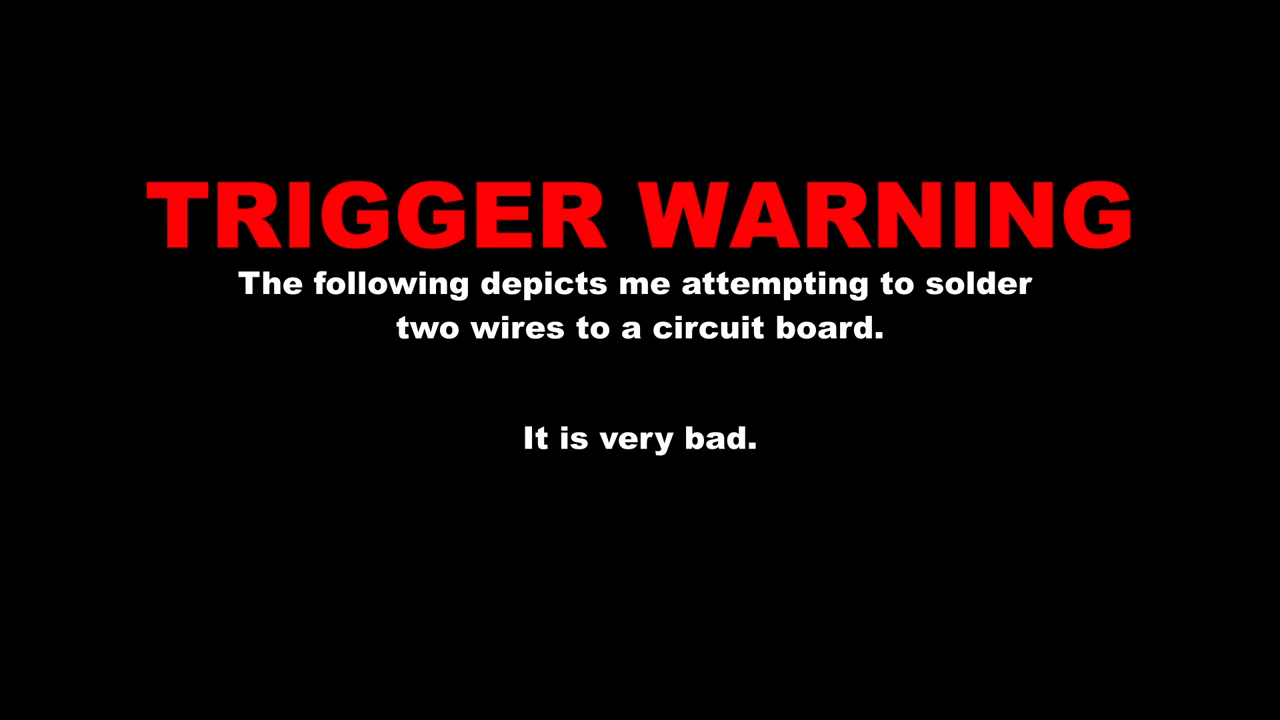 TRIGGER WARNING
The following depicts me attempting to solder
two wires to a circuit board.
It is very bad.